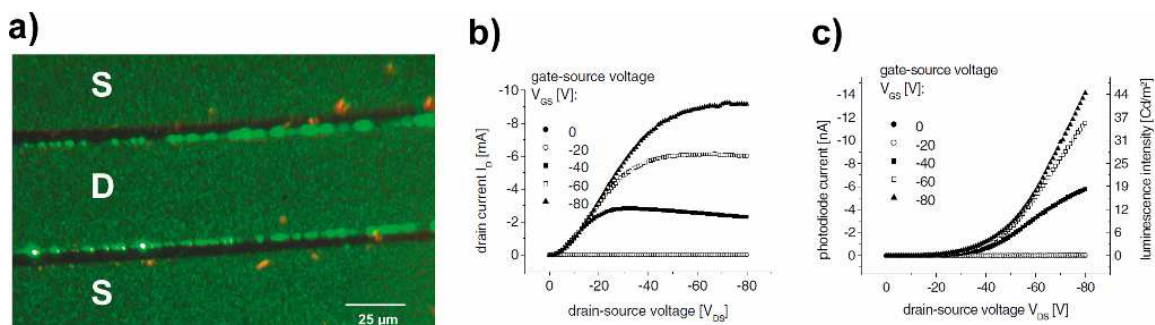 a)
S
D
S
25 µm
b)
gate-source voltage
V_GS [V]:
0
-20
-40
-60
-80
drain current I_D [mA]
-10
-8
-6
-4
-2
0
0
-20
-40
-60
-80
drain-source voltage [V_DS]
c)
gate-source voltage
V_GS [V]:
0
-20
-40
-60
-80
photodiode current [nA]
-14
-12
-10
-8
-6
-4
-2
0
44
36
31
25
18
12
6
0
luminescence intensity [Cd/m²]
0
-20
-40
-60
-80
drain-source voltage V_DS [V]